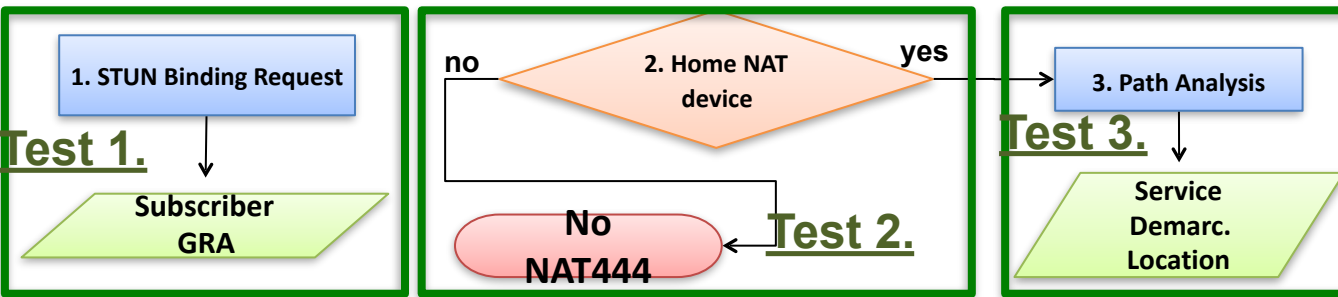 1. STUN Binding Request
Test 1.
Subscriber
GRA
no
2. Home NAT
device
yes
No
NAT444
Test 2.
3. Path Analysis
Test 3.
Service
Demarc.
Location